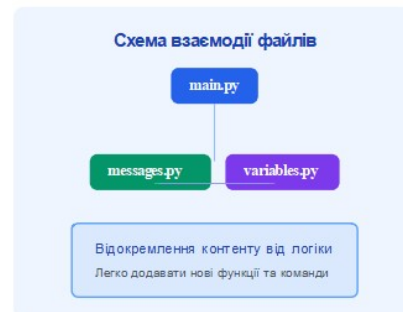 Схема взаємодії файлів
main.py
messages.py variables.py
Відокремлення контенту від логіки
Легко додавати нові функції та команди